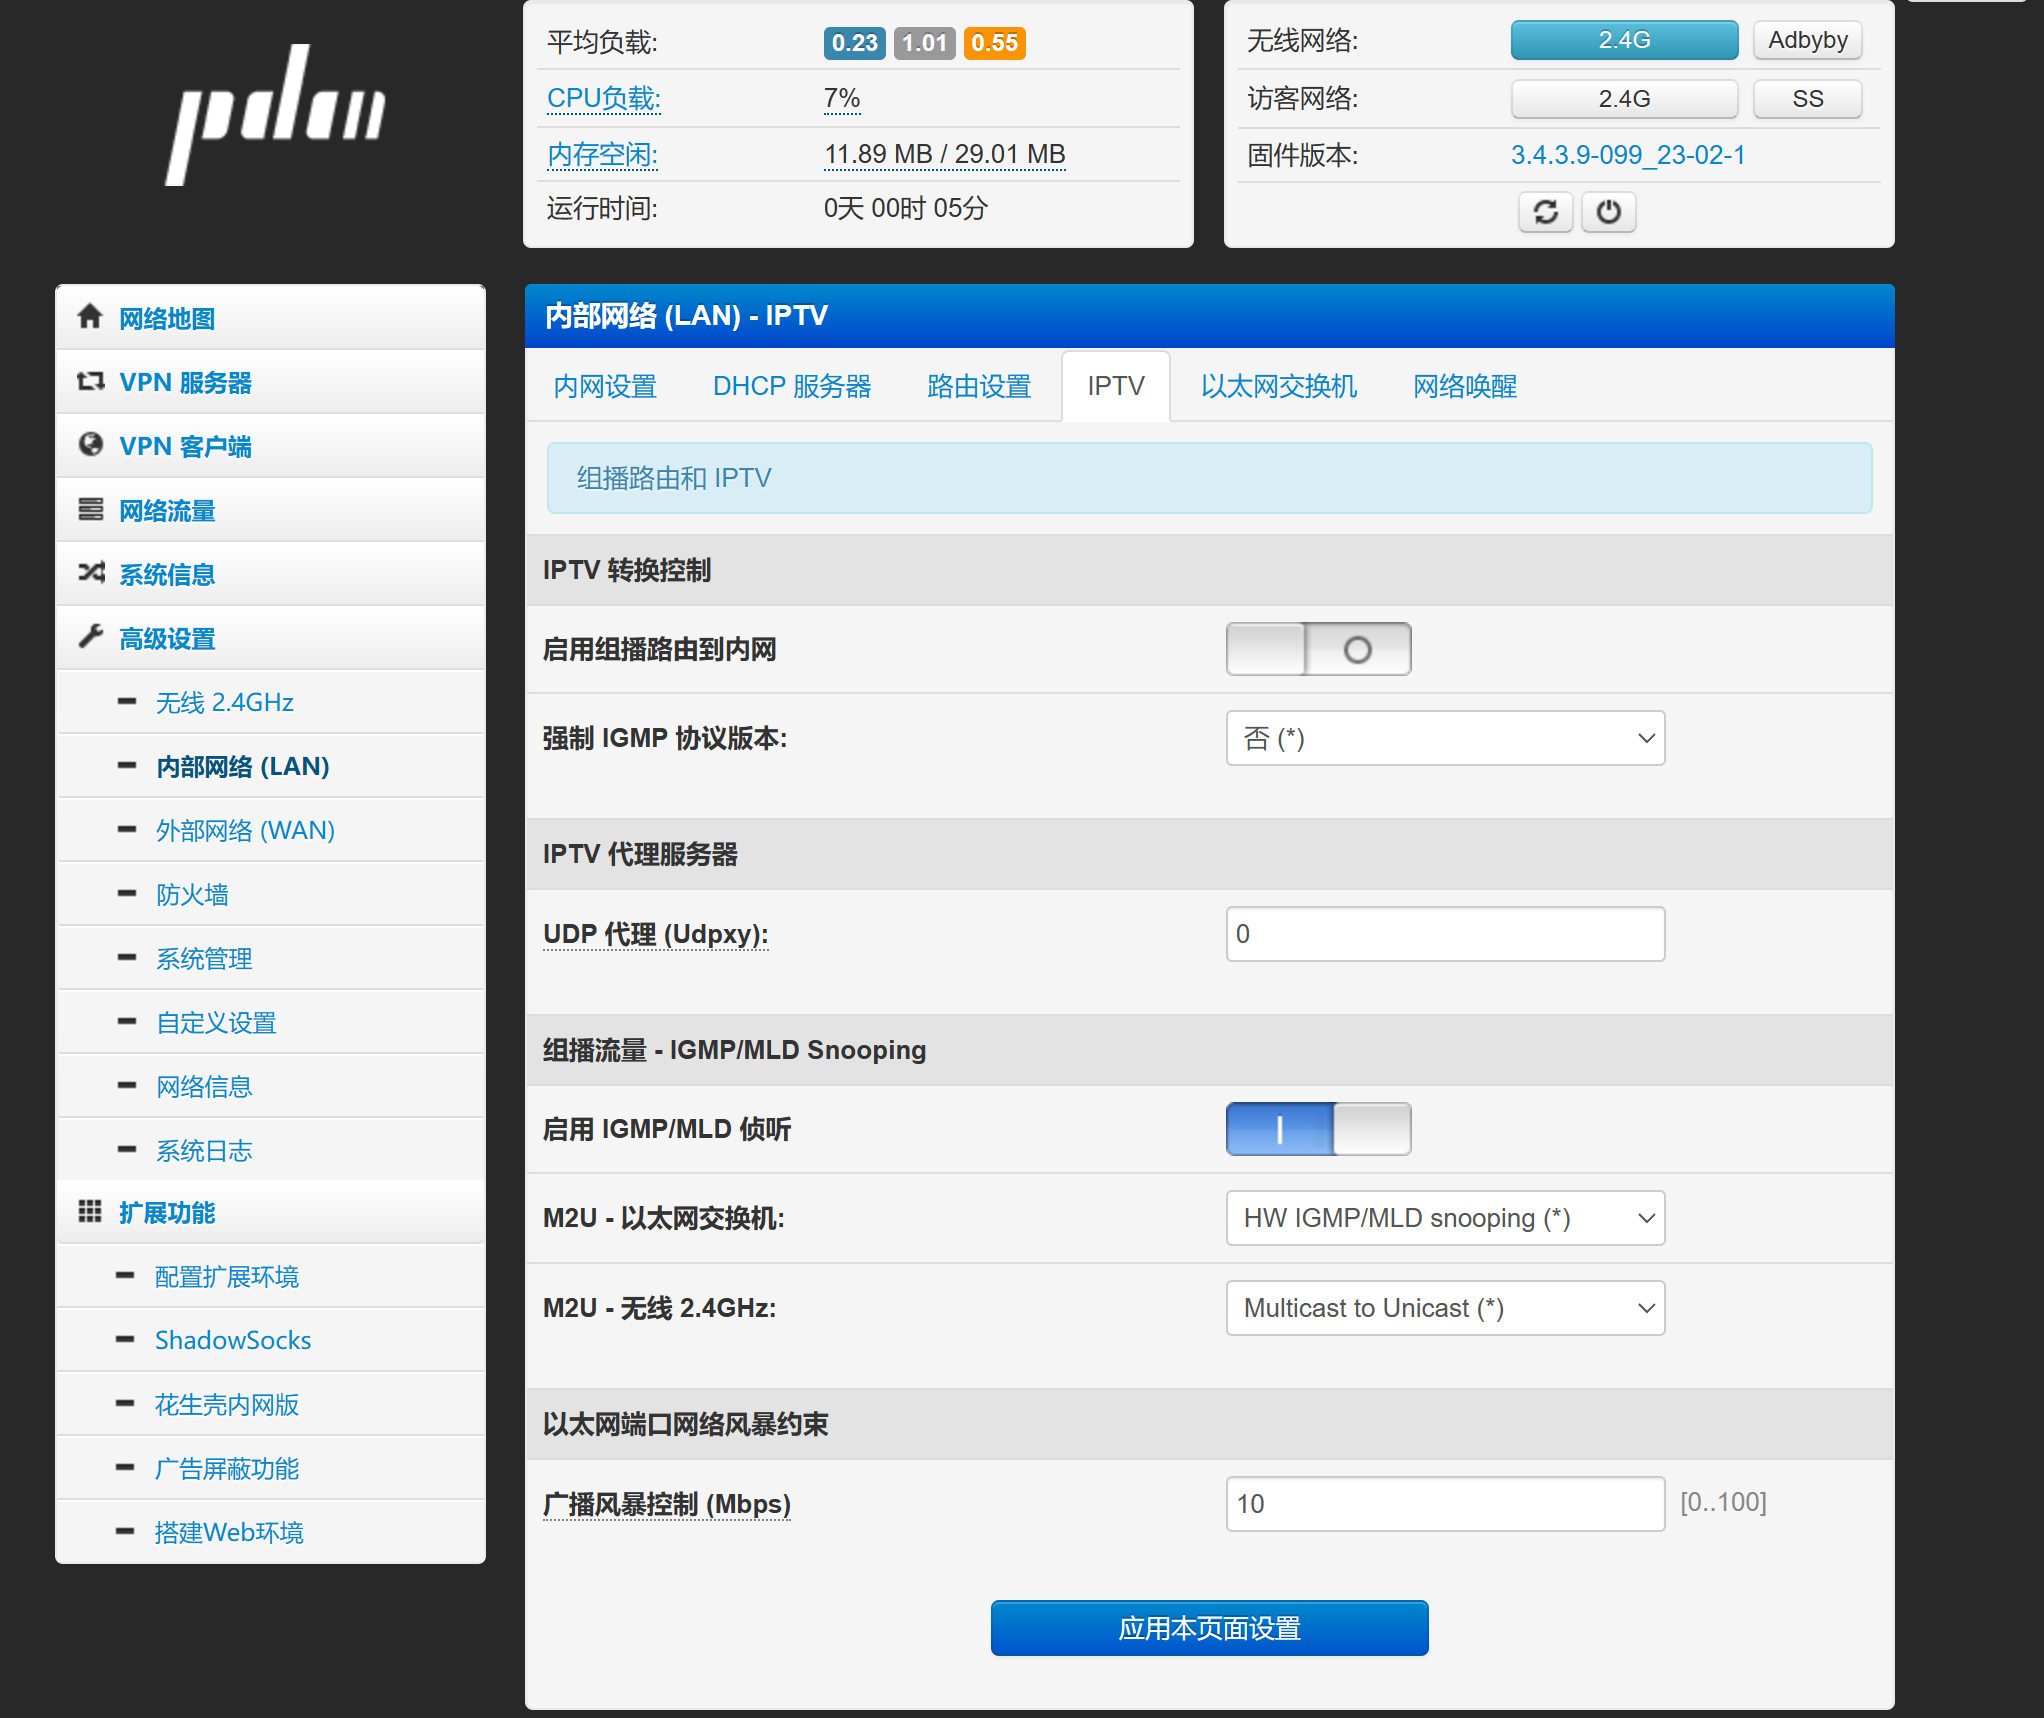 pdcn
平均负载: 0.23 1.01 0.55
CPU负载: 7%
内存空闲: 11.89 MB / 29.01 MB
运行时间: 0天 00时 05分
无线网络: 2.4G Adbyby
访客网络: 2.4G SS
固件版本: 3.4.3.9-099_23-02-1
网络地图
VPN 服务器
VPN 客户端
网络流量
系统信息
高级设置
无线 2.4GHz
内部网络 (LAN)
外部网络 (WAN)
防火墙
系统管理
自定义设置
网络信息
系统日志
扩展功能
配置扩展环境
ShadowSocks
花生壳内网版
广告屏蔽功能
搭建Web环境
内部网络 (LAN) - IPTV
内网设置 DHCP 服务器 路由设置 IPTV 以太网交换机 网络唤醒
组播路由和 IPTV
IPTV 转换控制
启用组播路由到内网
强制 IGMP 协议版本: 否 (*)
IPTV 代理服务器
UDP 代理 (Udpxy): 0
组播流量 - IGMP/MLD Snooping
启用 IGMP/MLD 侦听
M2U - 以太网交换机: HW IGMP/MLD snooping (*)
M2U - 无线 2.4GHz: Multicast to Unicast (*)
以太网端口网络风暴约束
广播风暴控制 (Mbps) 10 [0..100]
应用本页面设置